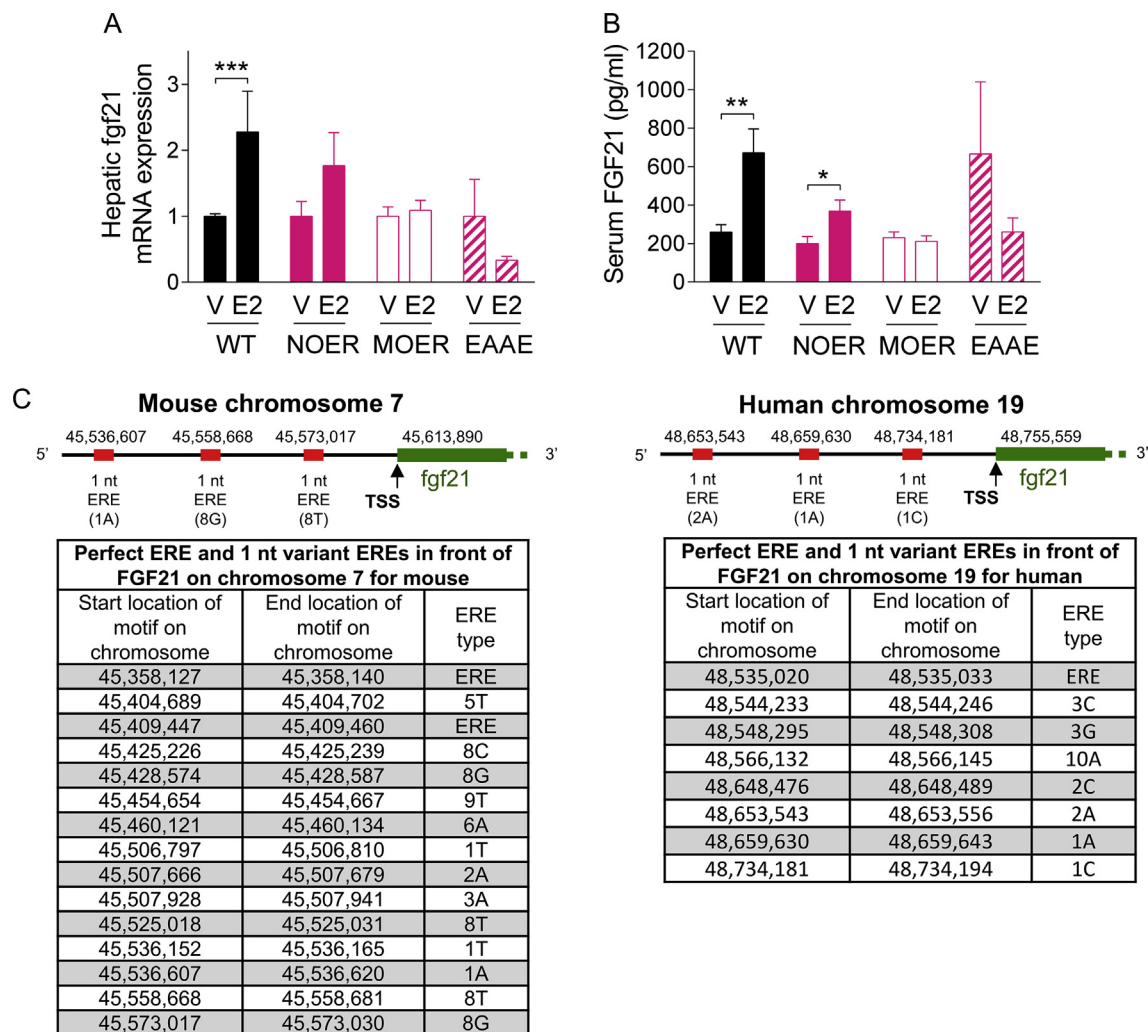 A
Hepatic fgf21
mRNA expression
3
2
1
0
***
V E2 V E2 V E2 V E2
WT NOER MOER EAAE
B
Serum FGF21 (pg/ml)
1200
1000
800
600
400
200
0
**
*
V E2 V E2 V E2 V E2
WT NOER MOER EAAE
C
Mouse chromosome 7
45,536,607 45,558,668 45,573,017 45,613,890
5' 3'
fgf21
TSS
1 nt ERE (1A)
1 nt ERE (8G)
1 nt ERE (8T)
Perfect ERE and 1 nt variant EREs in front of
FGF21 on chromosome 7 for mouse
Start location of motif on chromosome End location of motif on chromosome ERE type
45,358,127 45,358,140 ERE
45,404,689 45,404,702 5T
45,409,447 45,409,460 ERE
45,425,226 45,425,239 8C
45,428,574 45,428,587 8G
45,454,654 45,454,667 9T
45,460,121 45,460,134 6A
45,506,797 45,506,810 1T
45,507,666 45,507,679 2A
45,507,928 45,507,941 3A
45,525,018 45,525,031 8T
45,536,152 45,536,165 1T
45,536,607 45,536,620 1A
45,558,668 45,558,681 8T
45,573,017 45,573,030 8G
Human chromosome 19
48,653,543 48,659,630 48,734,181 48,755,559
5' 3'
fgf21
TSS
1 nt ERE (2A)
1 nt ERE (1A)
1 nt ERE (1C)
Perfect ERE and 1 nt variant EREs in front of
FGF21 on chromosome 19 for human
Start location of motif on chromosome End location of motif on chromosome ERE type
48,535,020 48,535,033 ERE
48,544,233 48,544,246 3C
48,548,295 48,548,308 3G
48,566,132 48,566,145 10A
48,648,476 48,648,489 2C
48,653,543 48,653,556 2A
48,659,630 48,659,643 1A
48,734,181 48,734,194 1C